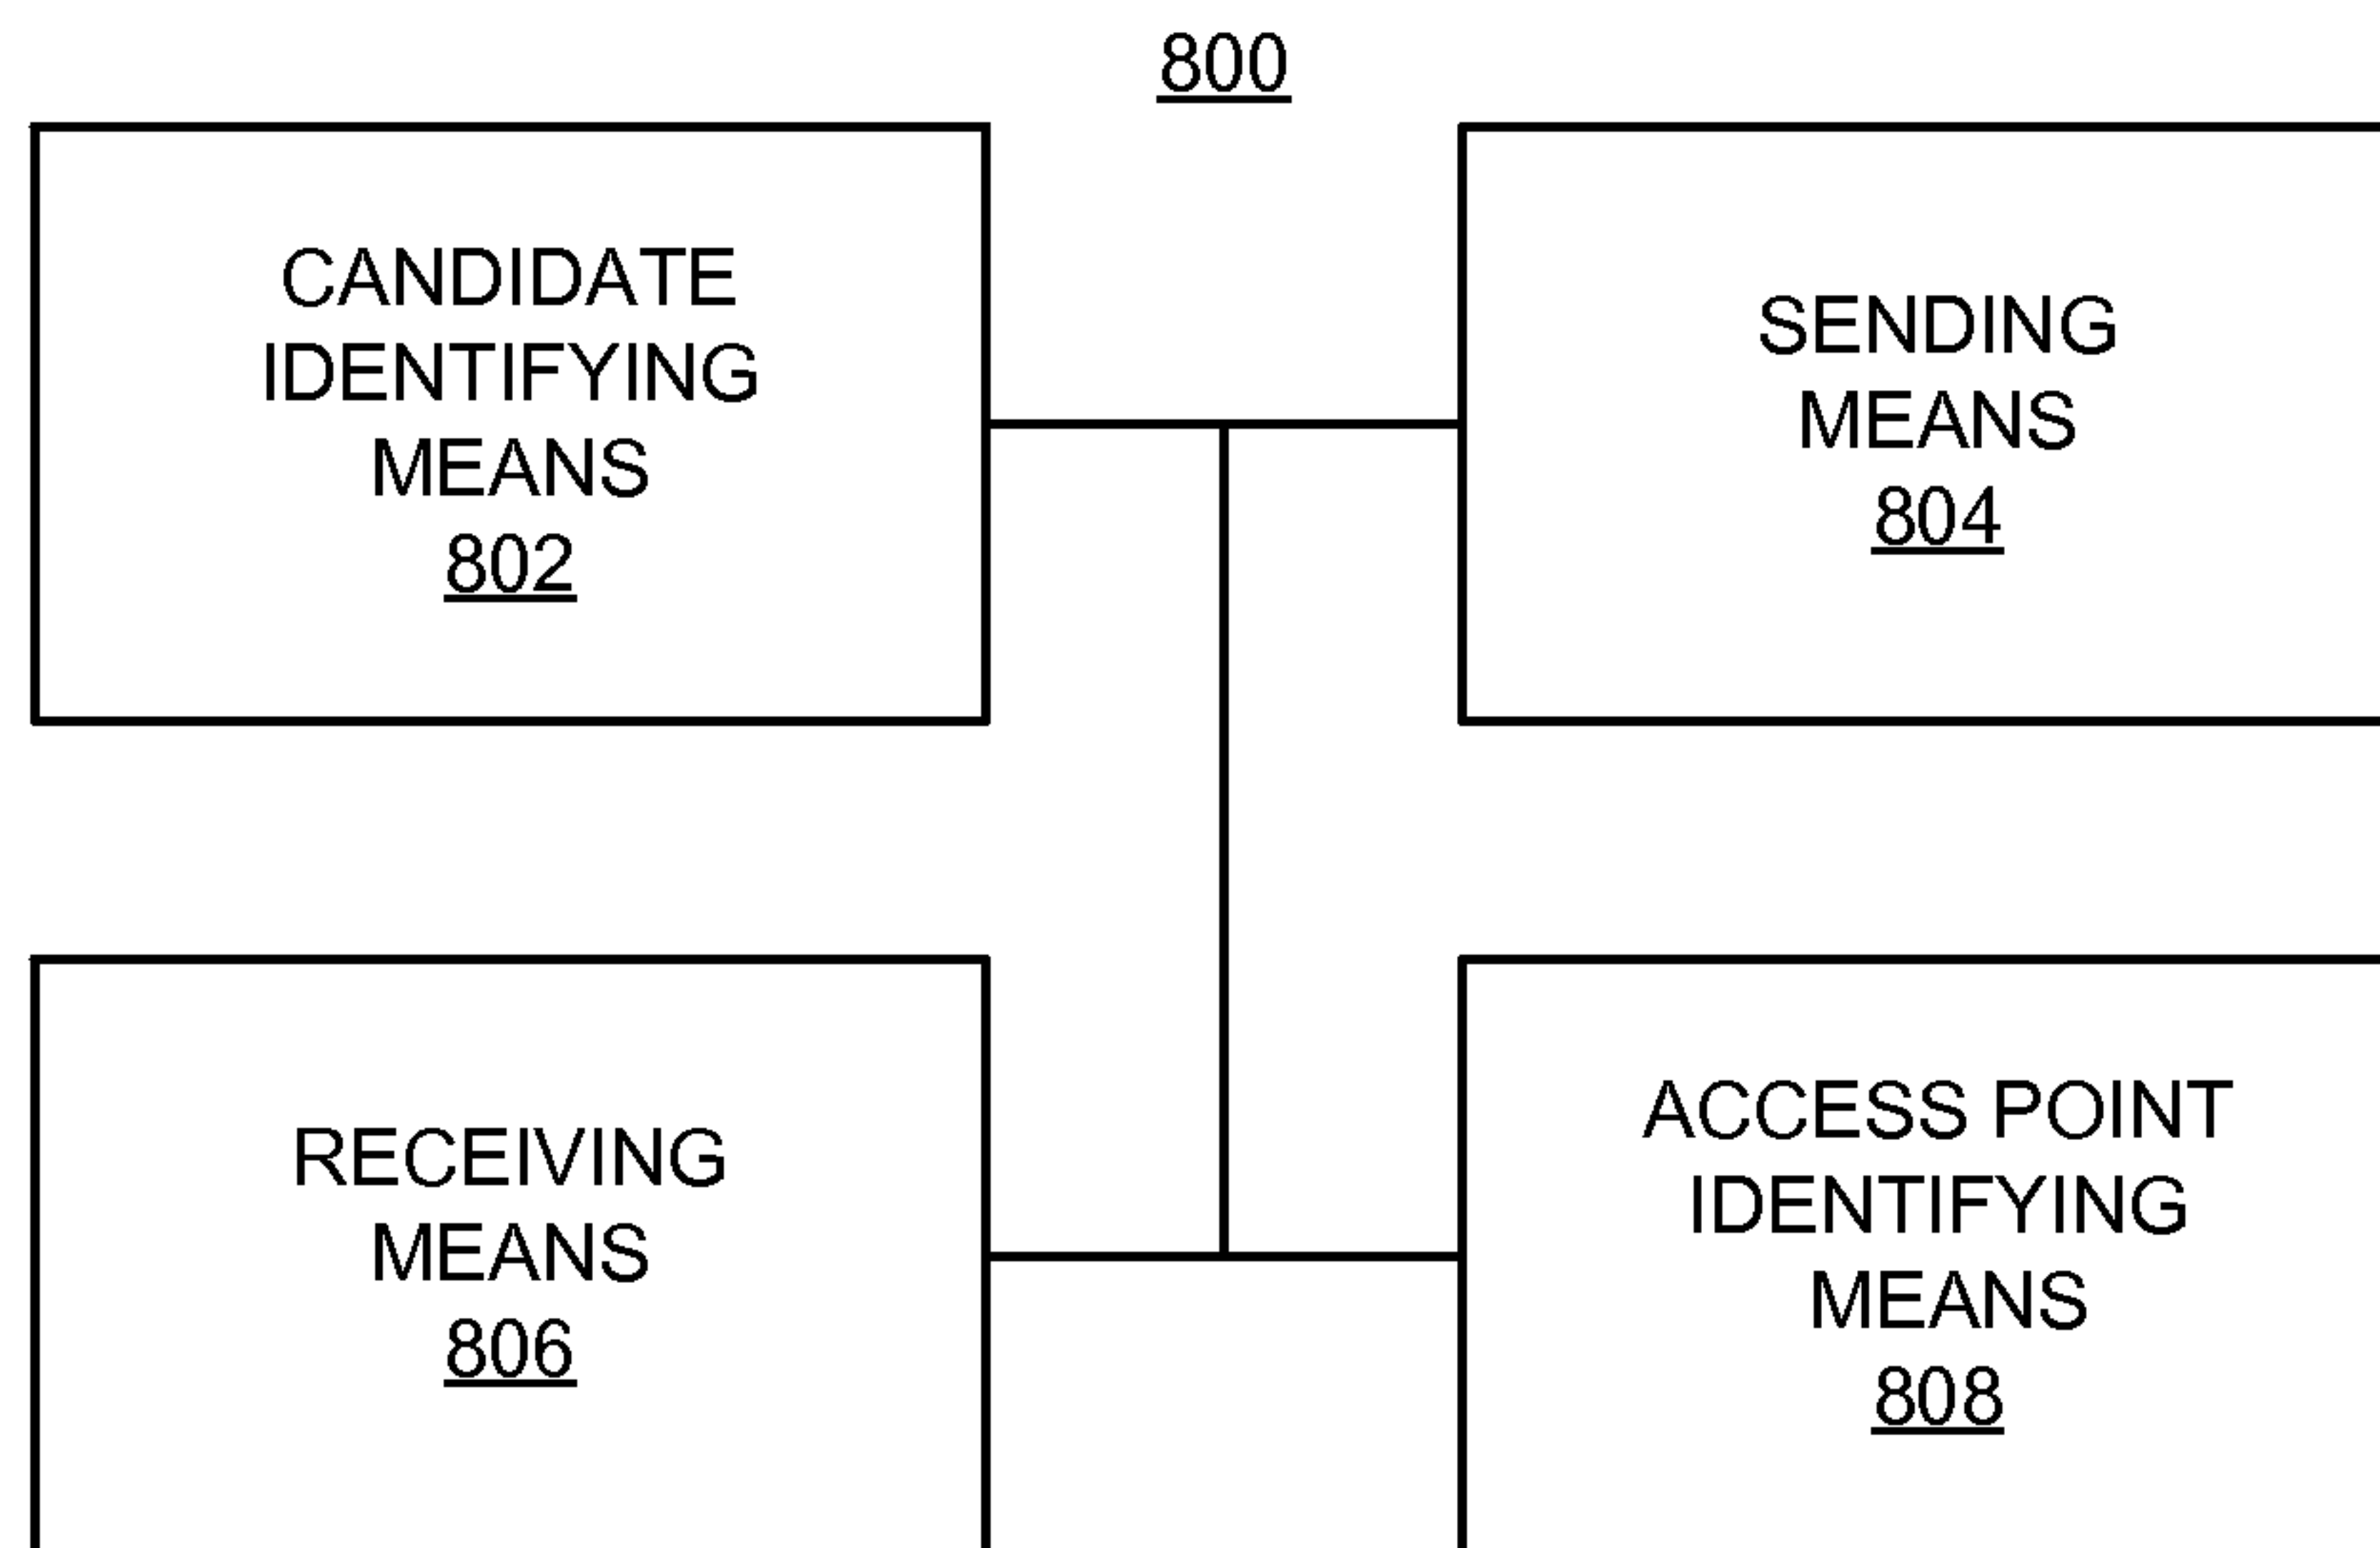 800
CANDIDATE
IDENTIFYING
MEANS
802
SENDING
MEANS
804
RECEIVING
MEANS
806
ACCESS POINT
IDENTIFYING
MEANS
808